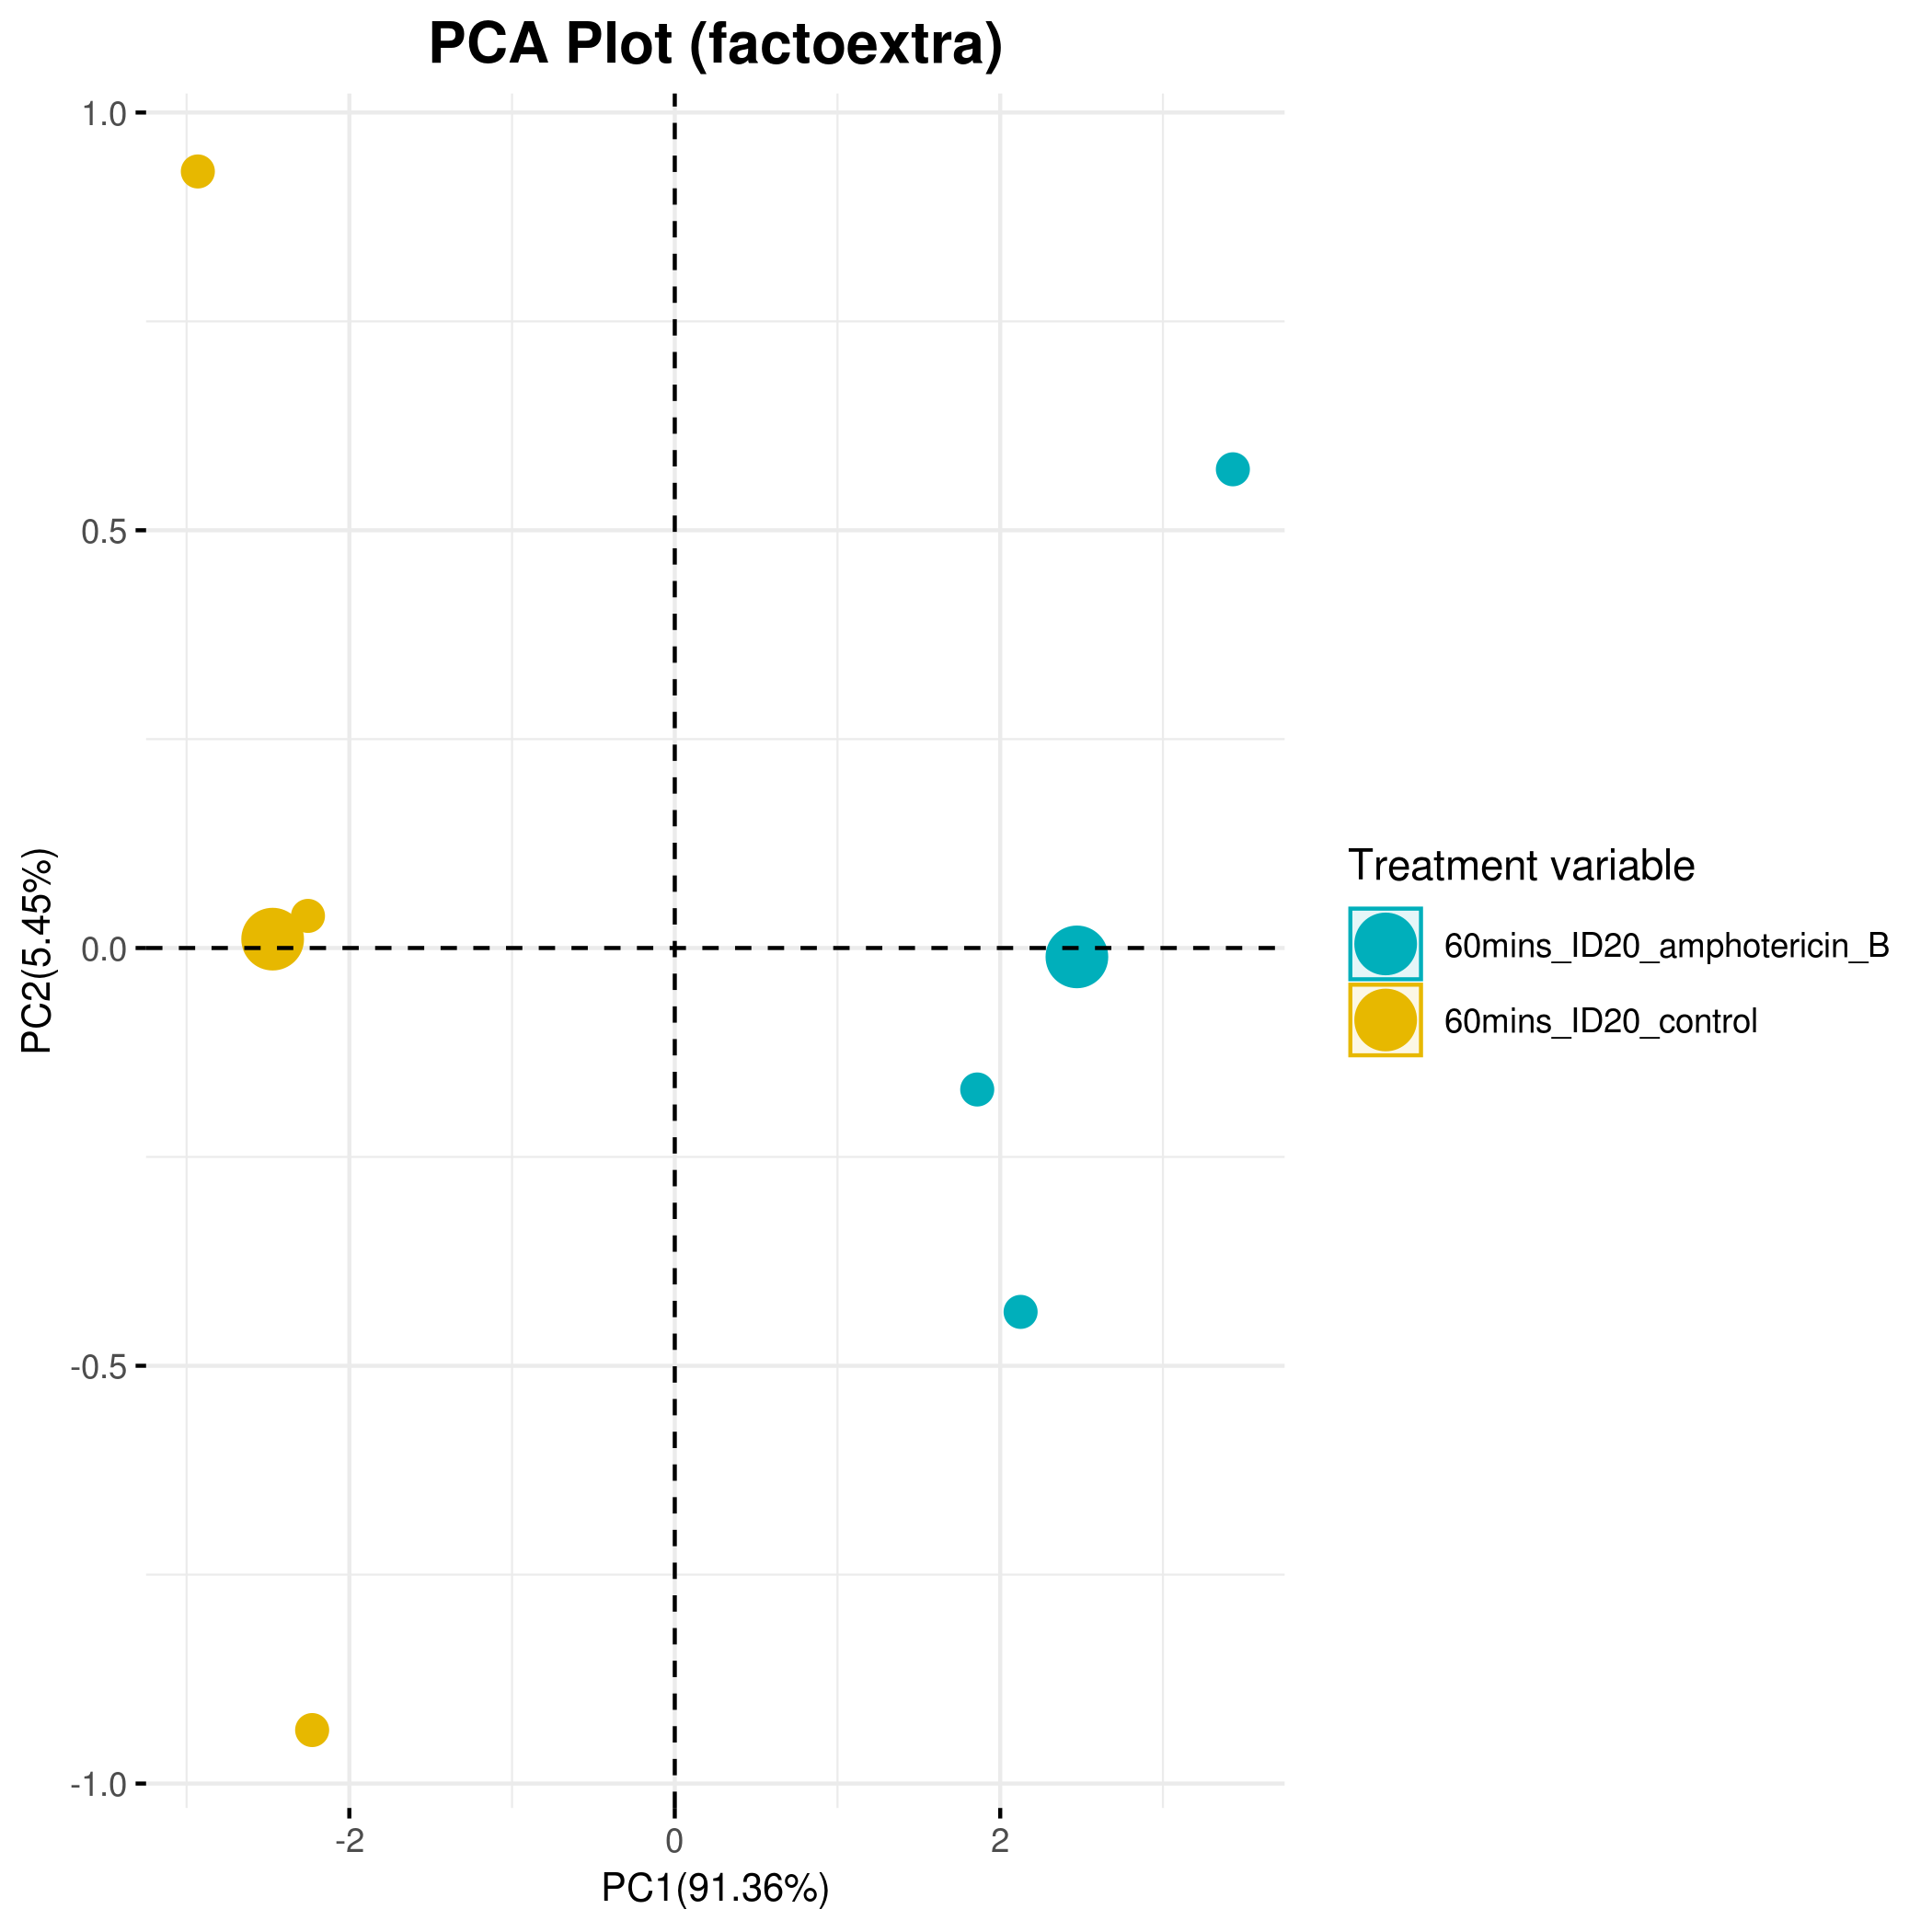 PCA Plot (factoextra)
1.0
0.5
0.0
-0.5
-1.0
PC2(5.45%)
-2
0
2
PC1(91.36%)
Treatment variable
60mins_ID20_amphotericin_B
60mins_ID20_control